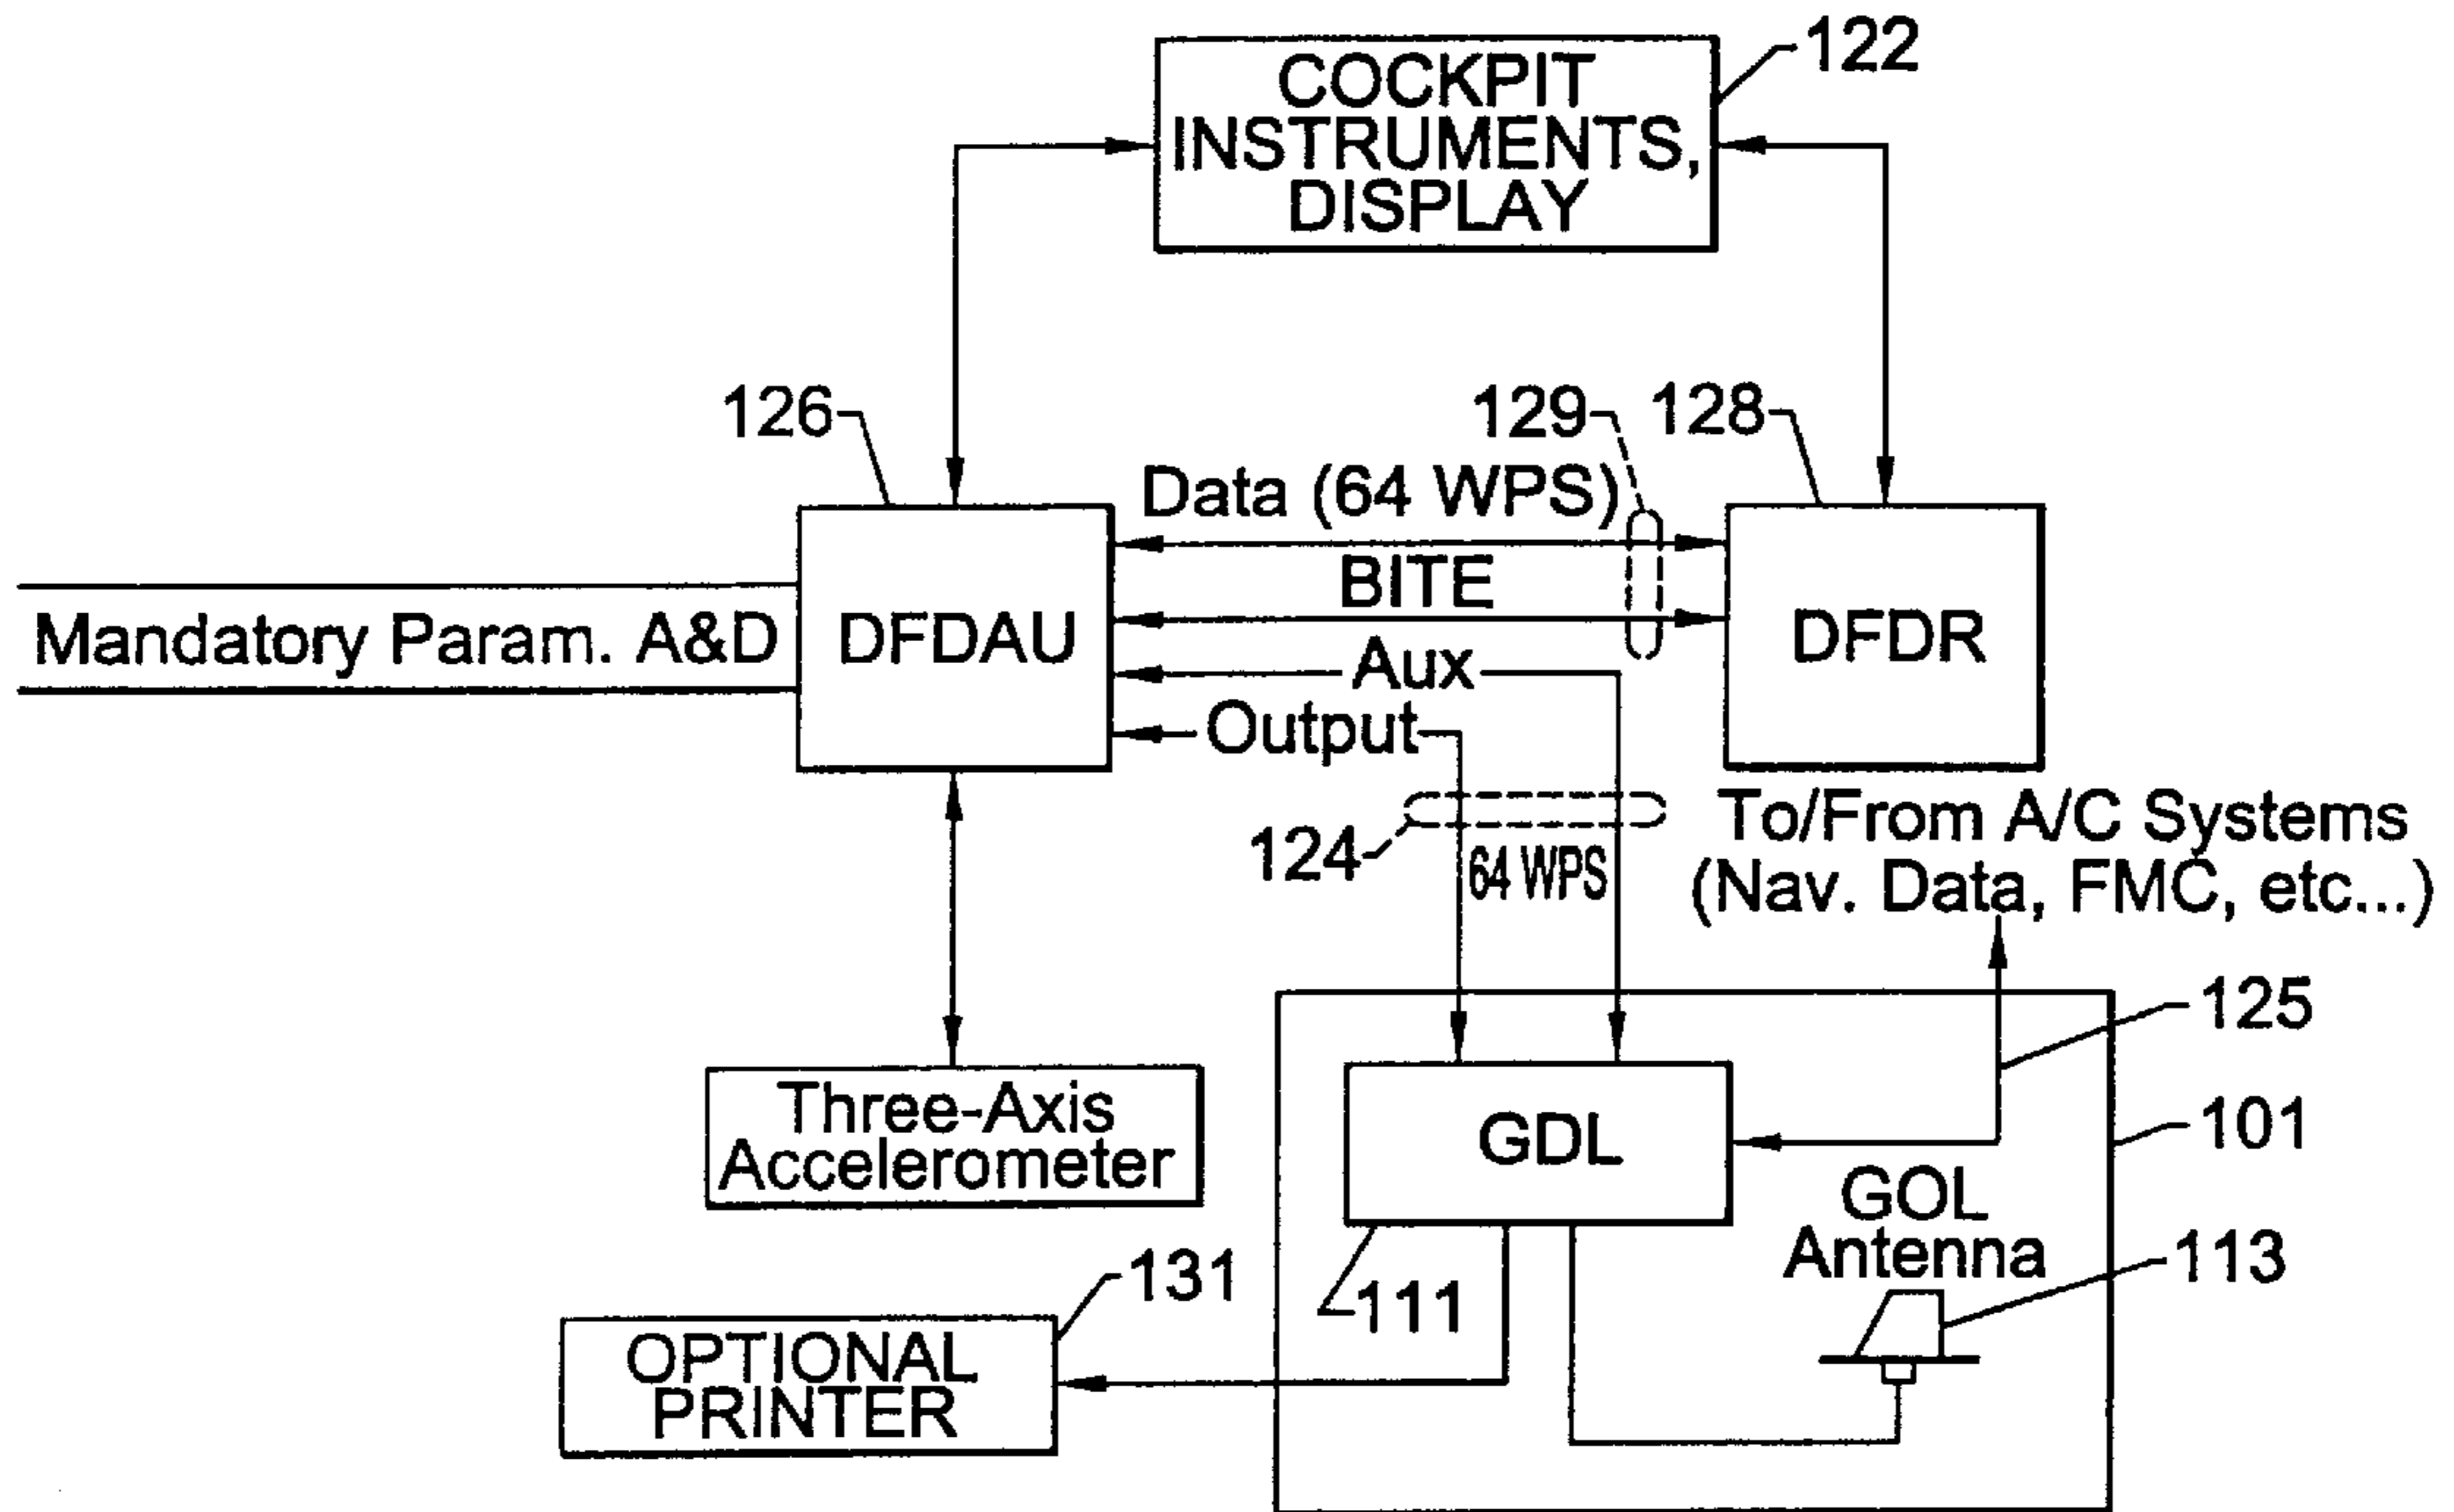 COCKPIT
INSTRUMENTS,
DISPLAY
122
126
129
128
Data (64 WPS)
BITE
Mandatory Param. A&D
DFDAU
DFDR
Aux
Output
124
64 WPS
To/From A/C Systems
(Nav. Data, FMC, etc...)
125
Three-Axis
Accelerometer
GDL
101
GOL
Antenna
113
131
111
OPTIONAL
PRINTER